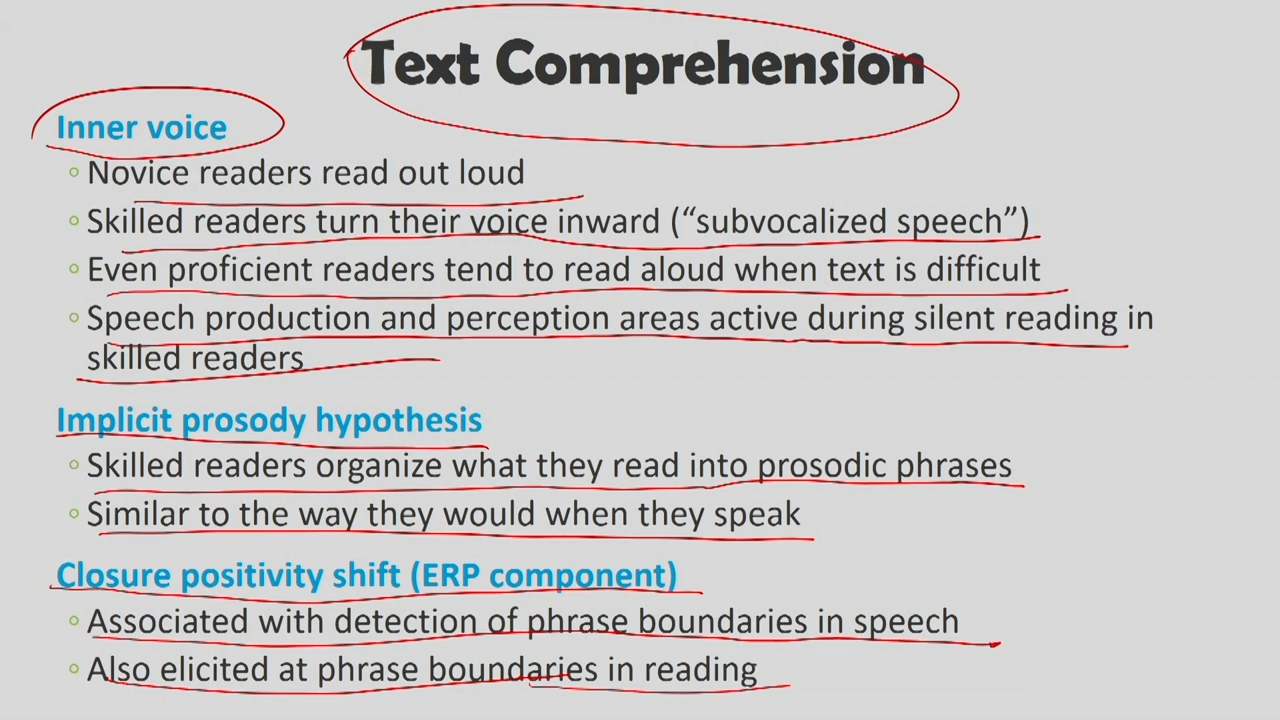 Text Comprehension
Inner voice
◦ Novice readers read out loud
◦ Skilled readers turn their voice inward (“subvocalized speech”)
◦ Even proficient readers tend to read aloud when text is difficult
◦ Speech production and perception areas active during silent reading in
skilled readers
Implicit prosody hypothesis
◦ Skilled readers organize what they read into prosodic phrases
◦ Similar to the way they would when they speak
Closure positivity shift (ERP component)
◦ Associated with detection of phrase boundaries in speech
◦ Also elicited at phrase boundaries in reading